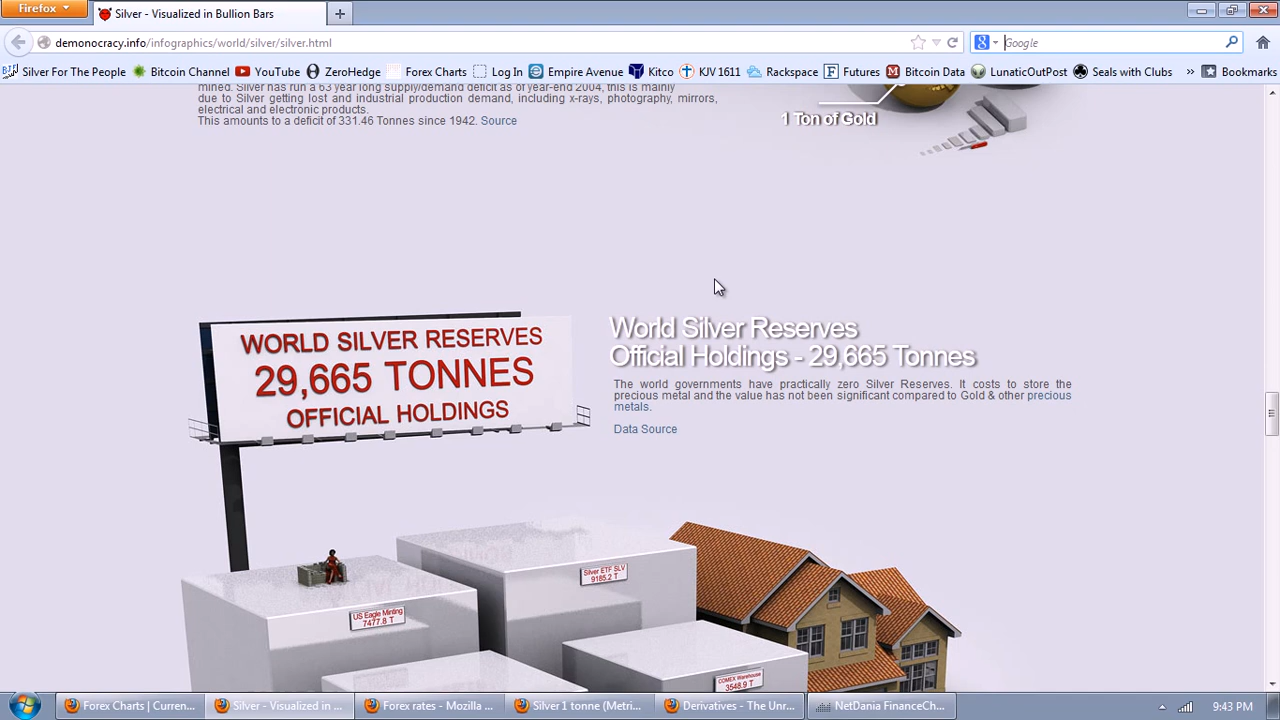 Firefox
Silver - Visualized in Bullion Bars
demonocracy.info/infographics/world/silver/silver.html
Google
Silver For The People
Bitcoin Channel
YouTube
ZeroHedge
Forex Charts
Log In
Empire Avenue
Kitco
KJV 1611
Rackspace
Futures
Bitcoin Data
LunaticOutPost
Seals with Clubs
»
Bookmarks
mined. Silver has run a 63 year long supply/demand deficit as of year-end 2004, this is mainly
due to Silver getting lost and industrial production demand, including x-rays, photography, mirrors,
electrical and electronic products.
This amounts to a deficit of 331.46 Tonnes since 1942. Source
1 Ton of Gold
WORLD SILVER RESERVES
29,665 TONNES
OFFICIAL HOLDINGS
World Silver Reserves
Official Holdings - 29,665 Tonnes
The world governments have practically zero Silver Reserves. It costs to store the
precious metal and the value has not been significant compared to Gold & other precious
metals.
Data Source
Silver ETF SLV
9185.2 T
US Eagle Minting
7477.8 T
COMEX Warehouse
3548.9 T
Forex Charts | Curren...
Silver - Visualized in ...
Forex rates - Mozilla ...
Silver 1 tonne (Metri...
Derivatives - The Unr...
NetDania FinanceCh...
9:43 PM